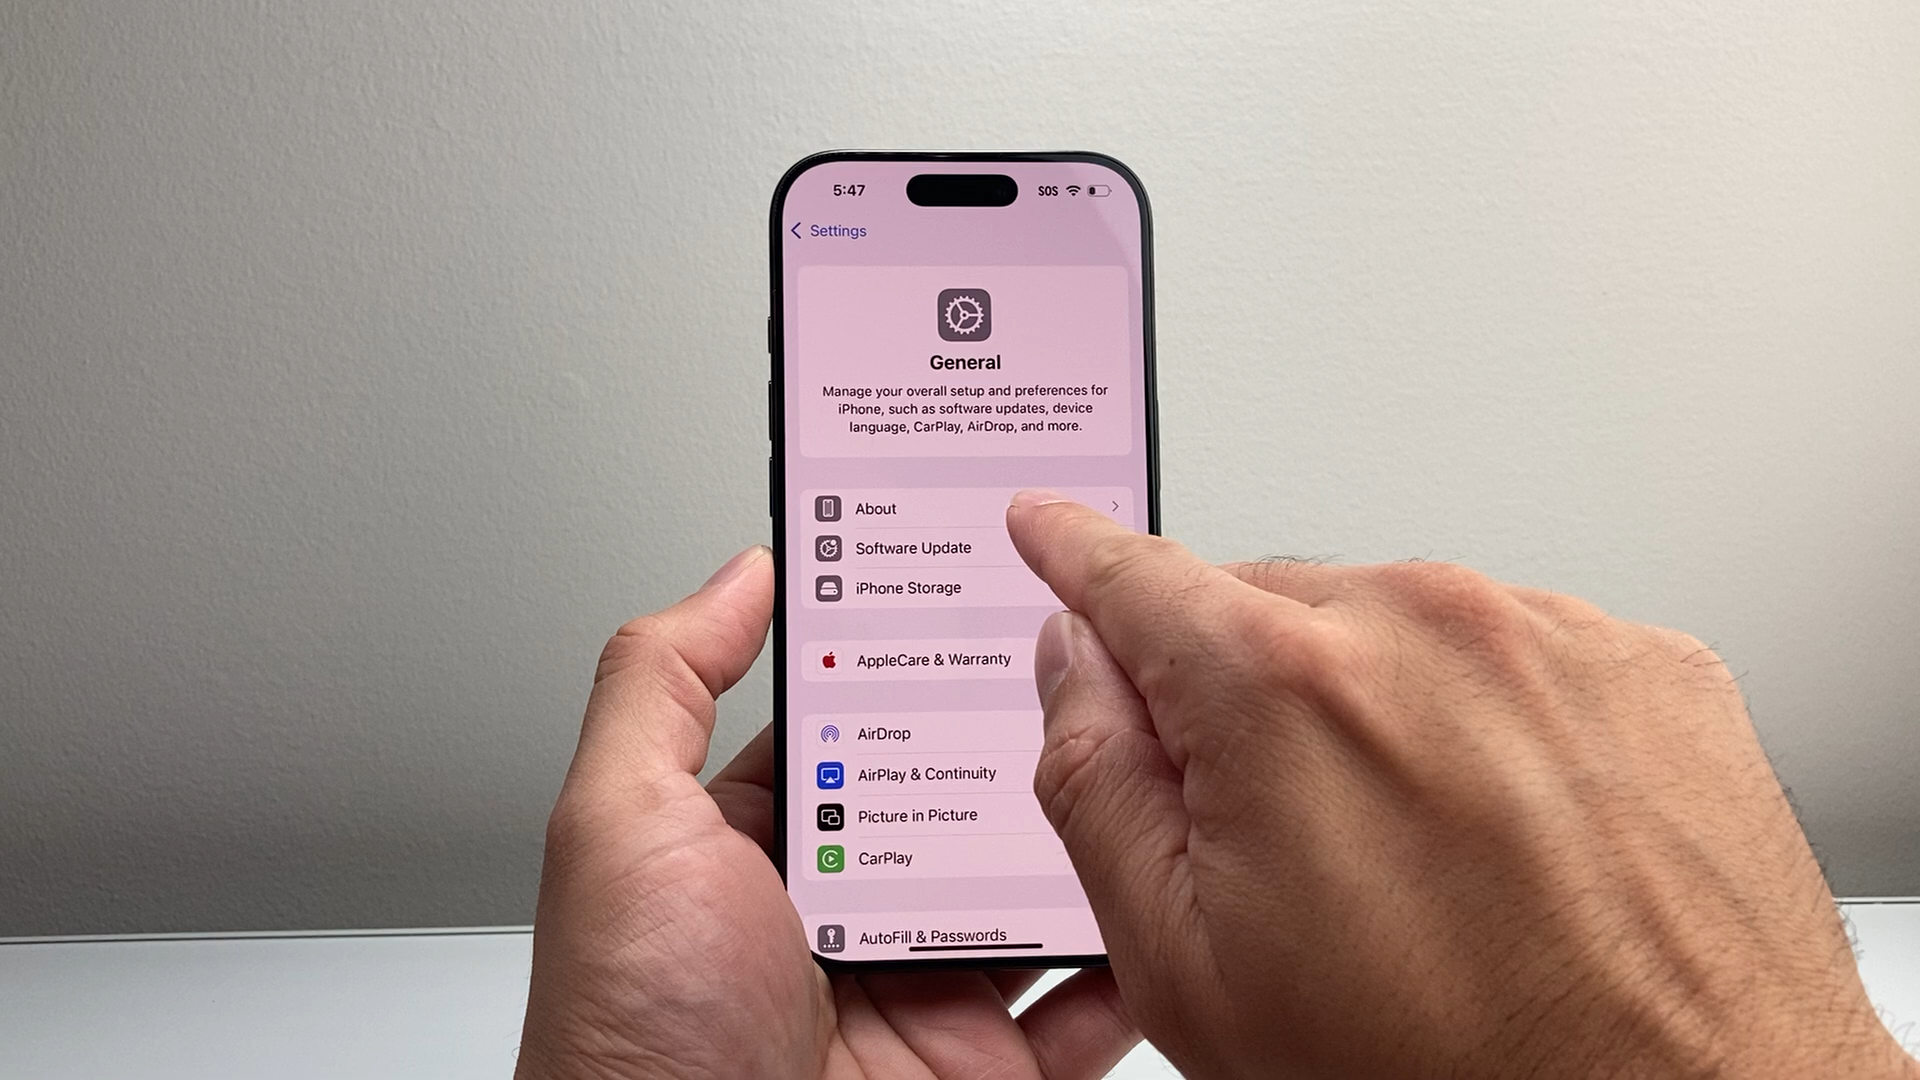 5:47
SOS
Settings
General
Manage your overall setup and preferences for
iPhone, such as software updates, device
language, CarPlay, AirDrop, and more.
About
Software Update
iPhone Storage
AppleCare & Warranty
AirDrop
AirPlay & Continuity
Picture in Picture
CarPlay
AutoFill & Passwords